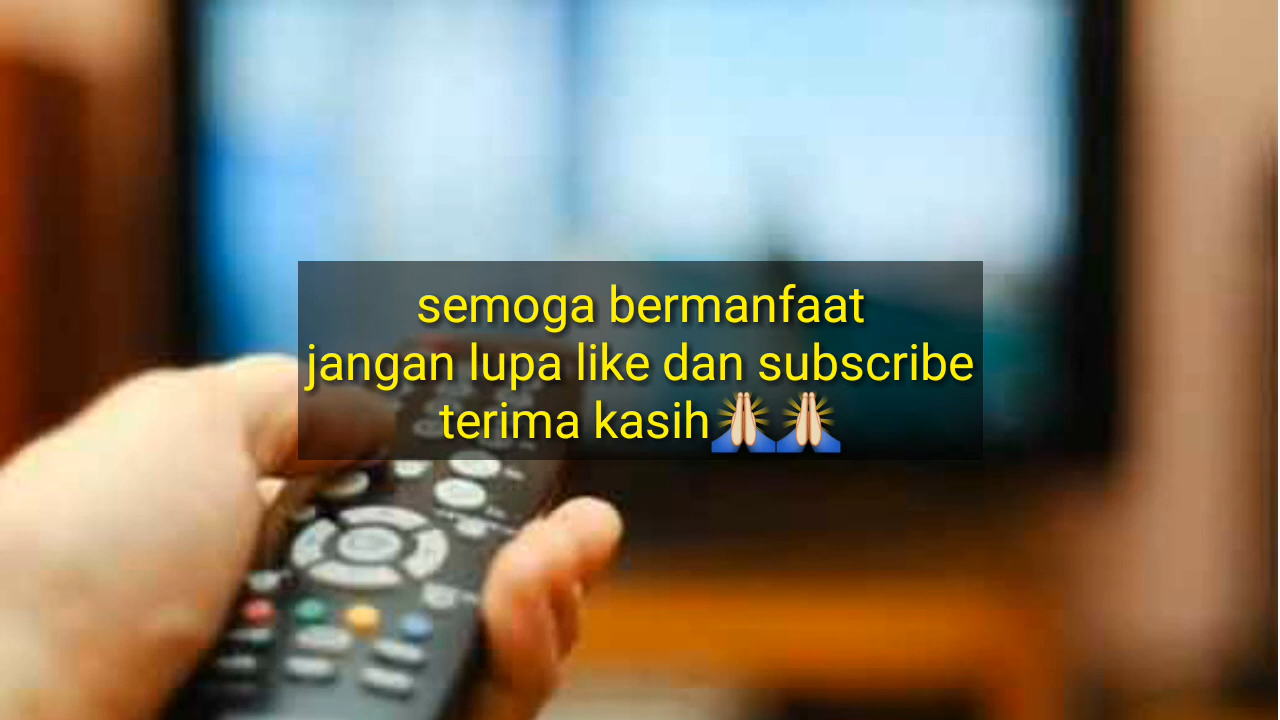 semoga bermanfaat
jangan lupa like dan subscribe
terima kasih🙏🏼🙏🏼